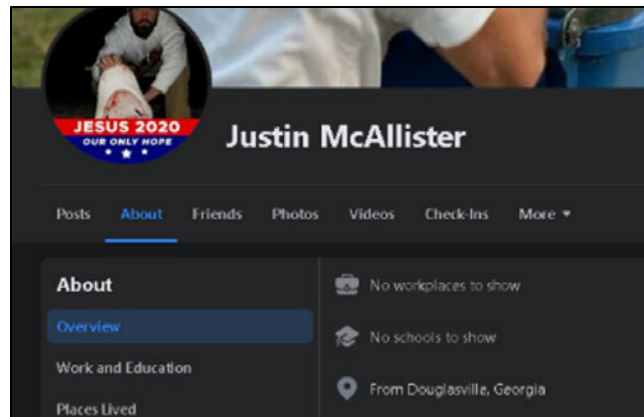 JESUS 2020
OUR ONLY HOPE
Justin McAllister
Posts About Friends Photos Videos Check-Ins More
About
Overview
Work and Education
Places Lived
No workplaces to show
No schools to show
From Douglasville, Georgia